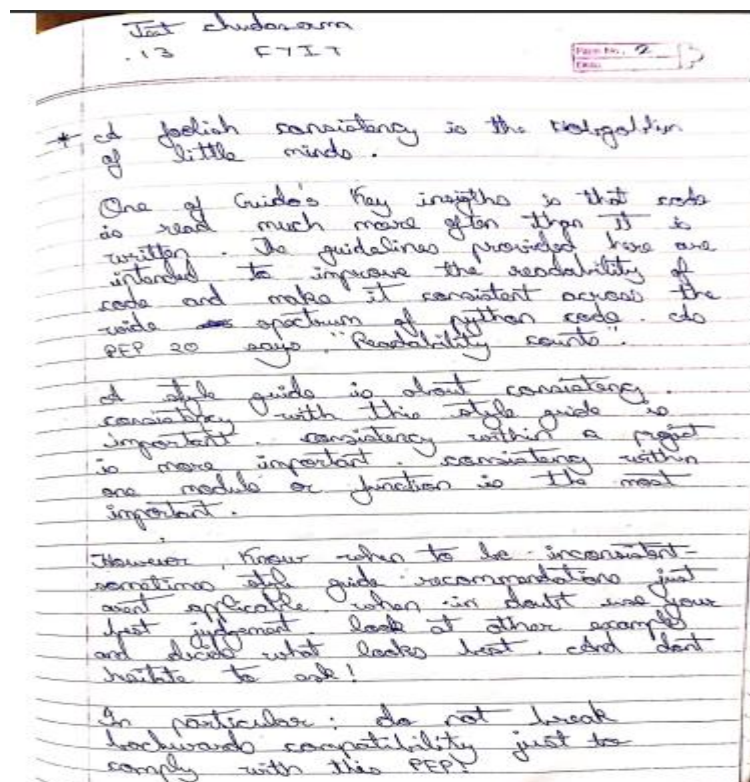 Jeet chudasama
.13 FYIT
Page No. 2
Date
* A foolish consistency is the Hobgoblin
of little minds.
One of Guido's Key insigths is that code
is read much more often than It is
written. The guidelines provided here are
intended to improve the readability of
code and make it consistent across the
wide spectrum of python code. As
PEP 20 says, "Readability counts".
A style guide is about consistency.
consistency with this style guide is
important. consistency within a project
is more important. consistency within
one module or function is the most
important.
However, Know when to be inconsistent-
sometimes style guide recommendations just
arent applicable. when in doubt use your
best judgement. look at other examples
and decide what looks best. And dont
hesitate to ask!
In particular: do not break
backwards compatibility just to
comply with this PEP!